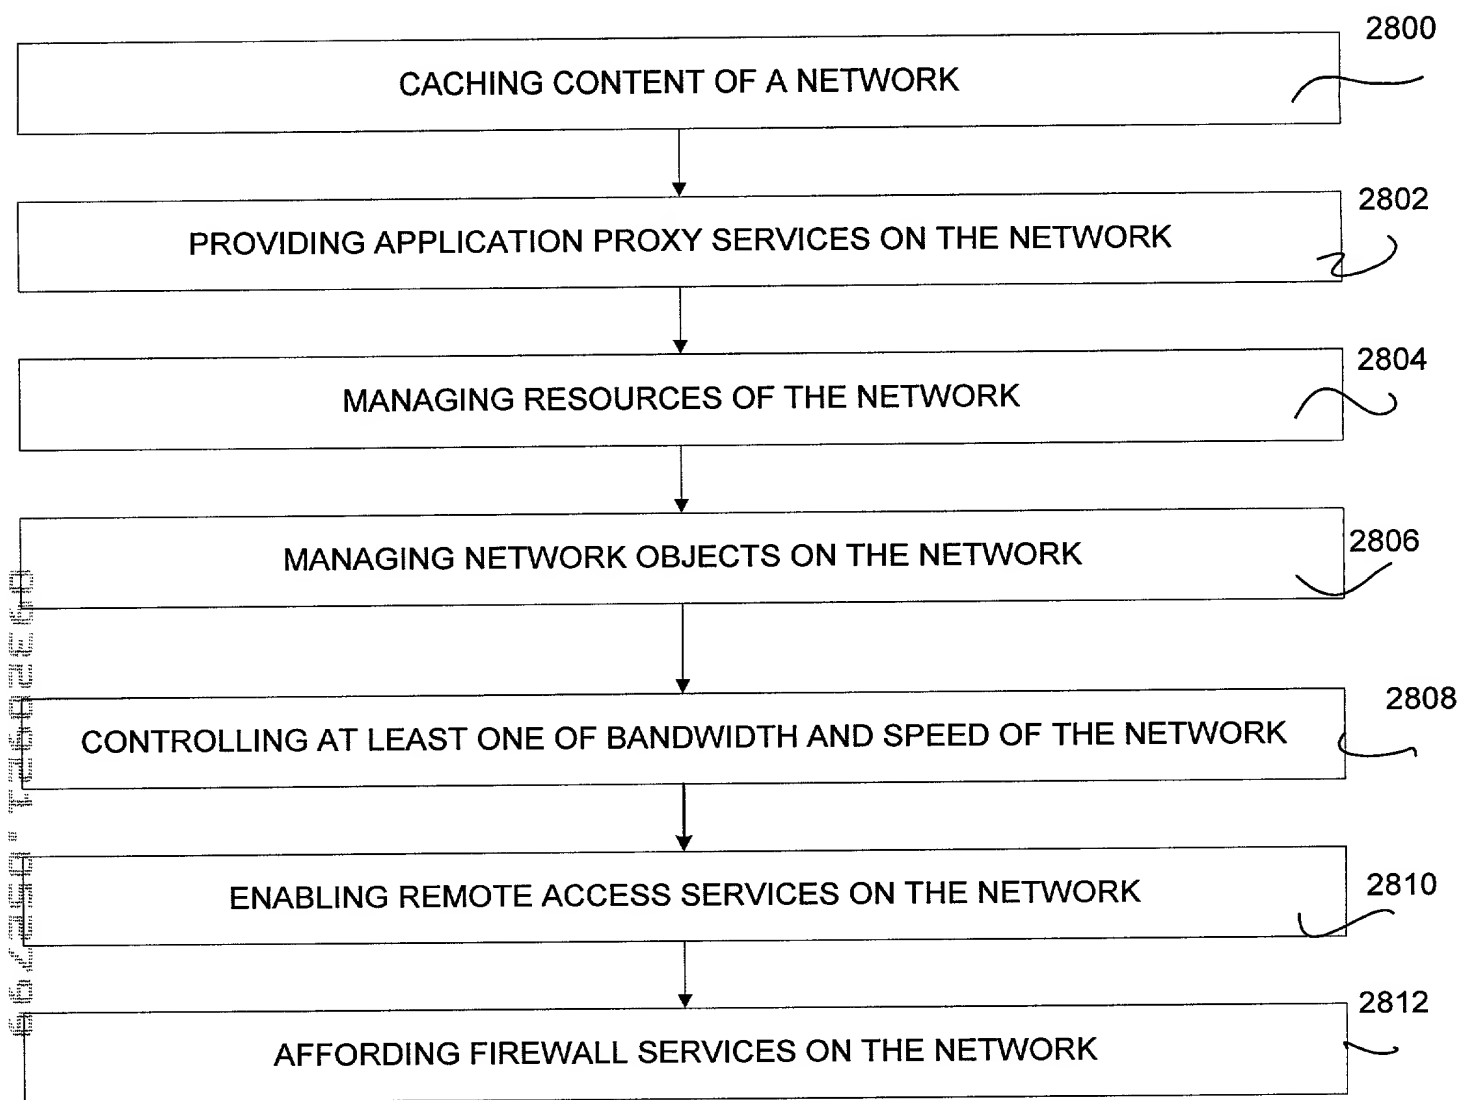 2800
CACHING CONTENT OF A NETWORK
2802
PROVIDING APPLICATION PROXY SERVICES ON THE NETWORK
2804
MANAGING RESOURCES OF THE NETWORK
2806
MANAGING NETWORK OBJECTS ON THE NETWORK
2808
CONTROLLING AT LEAST ONE OF BANDWIDTH AND SPEED OF THE NETWORK
2810
ENABLING REMOTE ACCESS SERVICES ON THE NETWORK
2812
AFFORDING FIREWALL SERVICES ON THE NETWORK